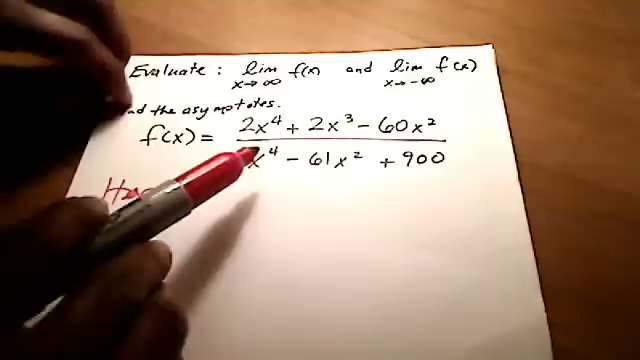 Evaluate: lim x→∞ f(x) and lim x→-∞ f(x)
the asymptotes.
f(x) = (2x⁴ + 2x³ - 60x²) / (x⁴ - 61x² + 900)